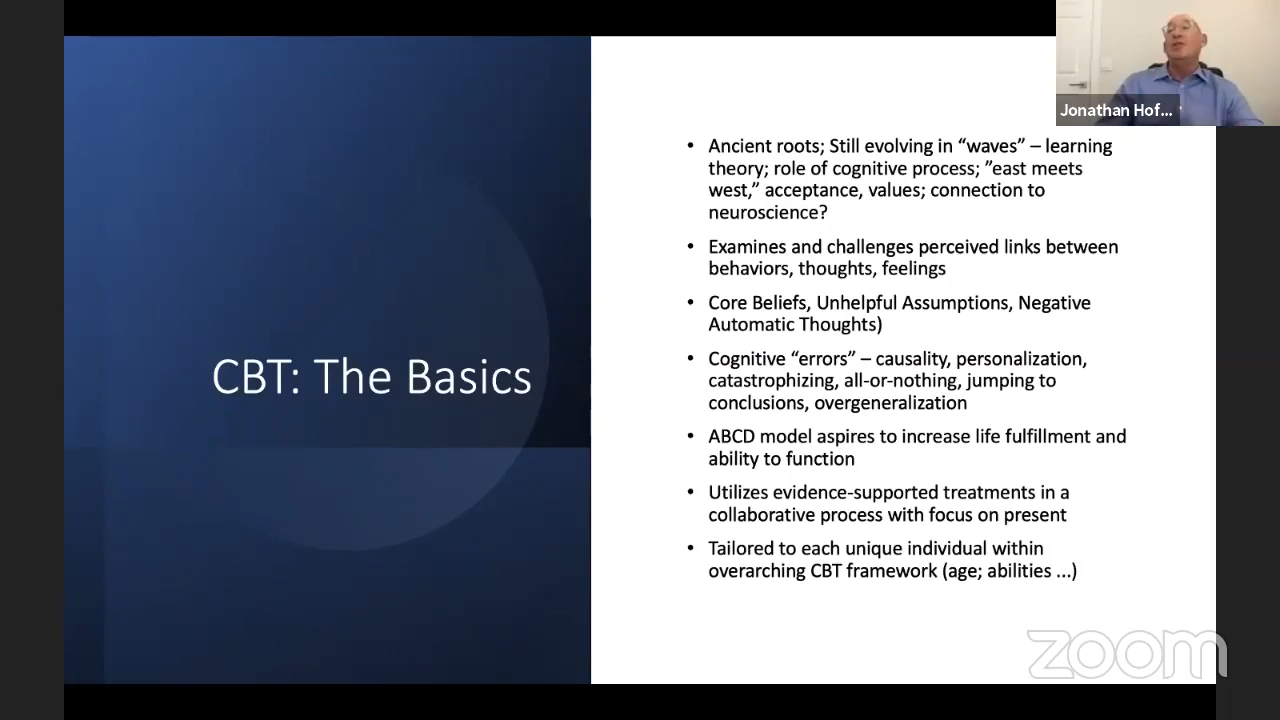 Jonathan Hof...
CBT: The Basics
• Ancient roots; Still evolving in “waves” – learning
theory; role of cognitive process; ”east meets
west,” acceptance, values; connection to
neuroscience?
• Examines and challenges perceived links between
behaviors, thoughts, feelings
• Core Beliefs, Unhelpful Assumptions, Negative
Automatic Thoughts)
• Cognitive “errors” – causality, personalization,
catastrophizing, all-or-nothing, jumping to
conclusions, overgeneralization
• ABCD model aspires to increase life fulfillment and
ability to function
• Utilizes evidence-supported treatments in a
collaborative process with focus on present
• Tailored to each unique individual within
overarching CBT framework (age; abilities ...)
zoom